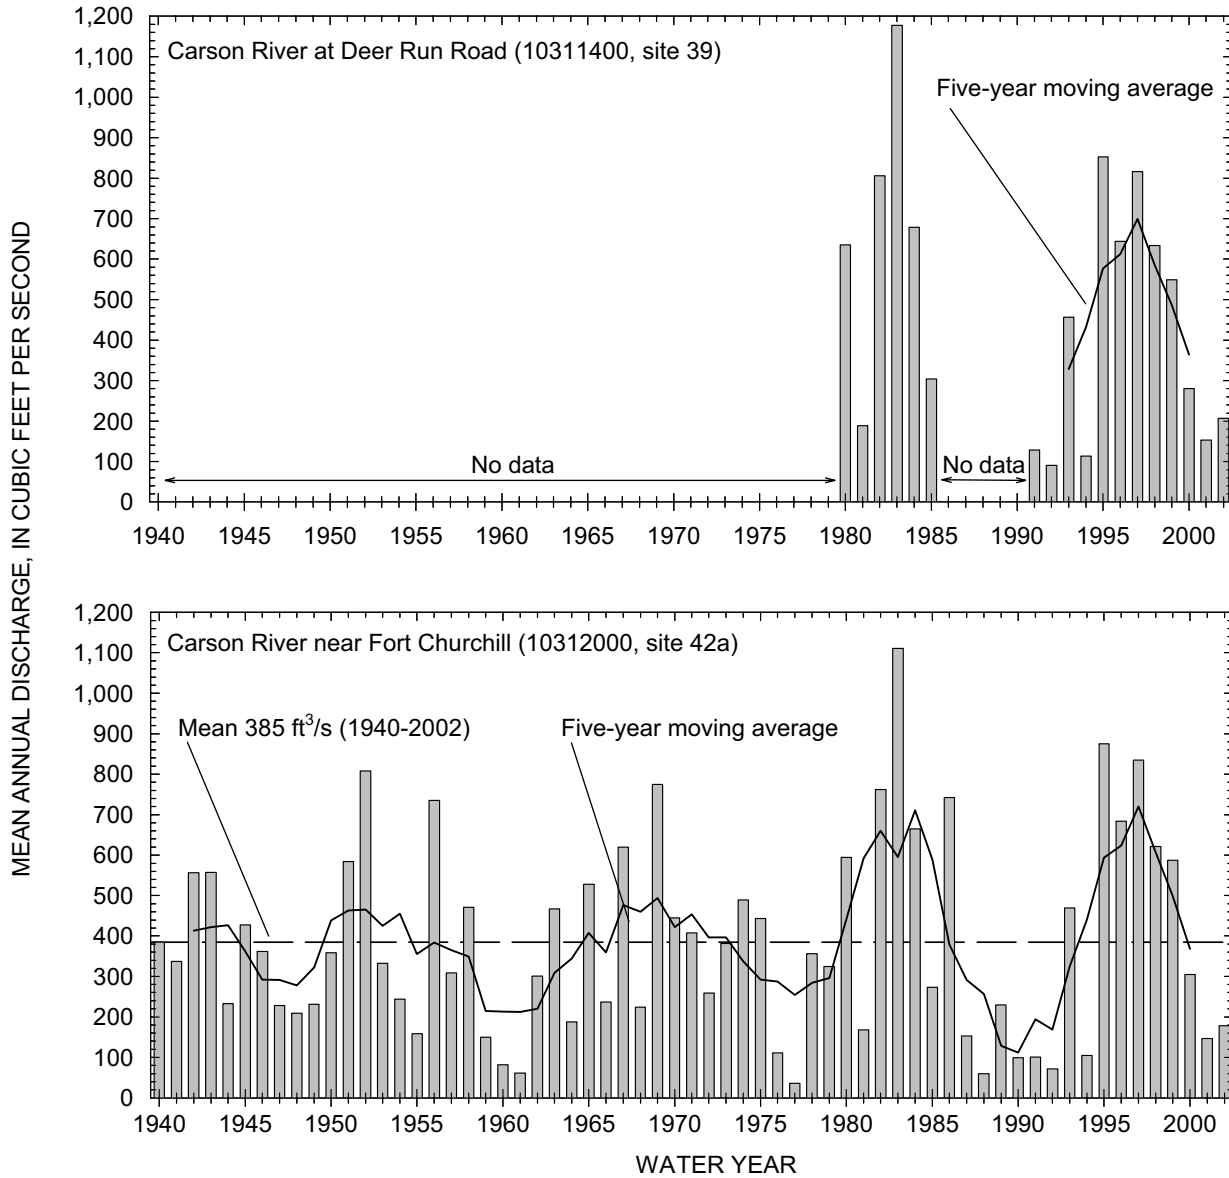 MEAN ANNUAL DISCHARGE, IN CUBIC FEET PER SECOND
1,200
1,100
1,000
900
800
700
600
500
400
300
200
100
0
Carson River at Deer Run Road (10311400, site 39)
Five-year moving average
No data
No data
1940 1945 1950 1955 1960 1965 1970 1975 1980 1985 1990 1995 2000
1,200
1,100
1,000
900
800
700
600
500
400
300
200
100
0
Carson River near Fort Churchill (10312000, site 42a)
Mean 385 ft³/s (1940-2002)
Five-year moving average
1940 1945 1950 1955 1960 1965 1970 1975 1980 1985 1990 1995 2000
WATER YEAR